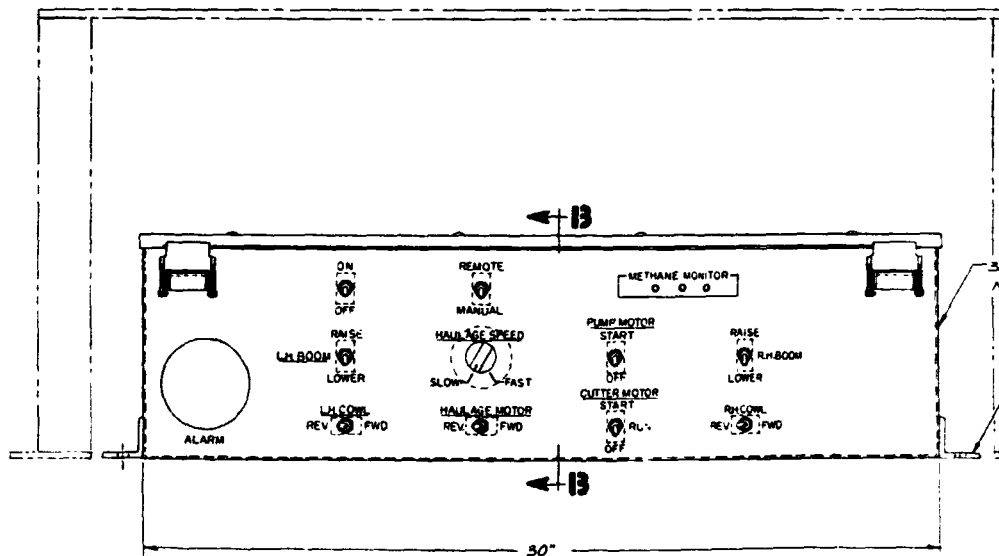 13
ON
REMOTE
METHANE MONITOR
OFF
MANUAL
PUMP MOTOR
RAISE
HAULAGE SPEED
START
RAISE
L.H. BOOM
R.H. BOOM
LOWER
SLOW
FAST
OFF
LOWER
CUTTER MOTOR
L.H. COWL
HAULAGE MOTOR
START
R.H. COWL
REV
FWD
REV
FWD
RUN
REV
FWD
ALARM
OFF
13
30"